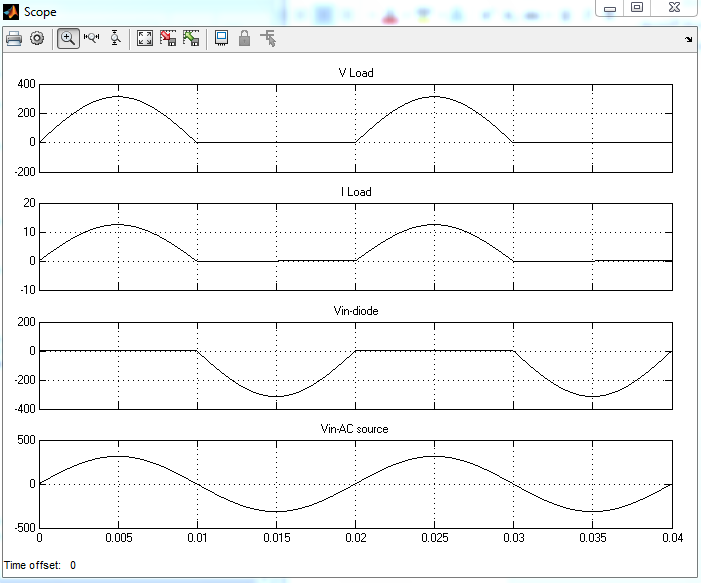 Scope
V Load
400
200
0
-200
I Load
20
10
0
-10
Vin-diode
200
0
-200
-400
Vin-AC source
500
0
-500
0 0.005 0.01 0.015 0.02 0.025 0.03 0.035 0.04
Time offset: 0